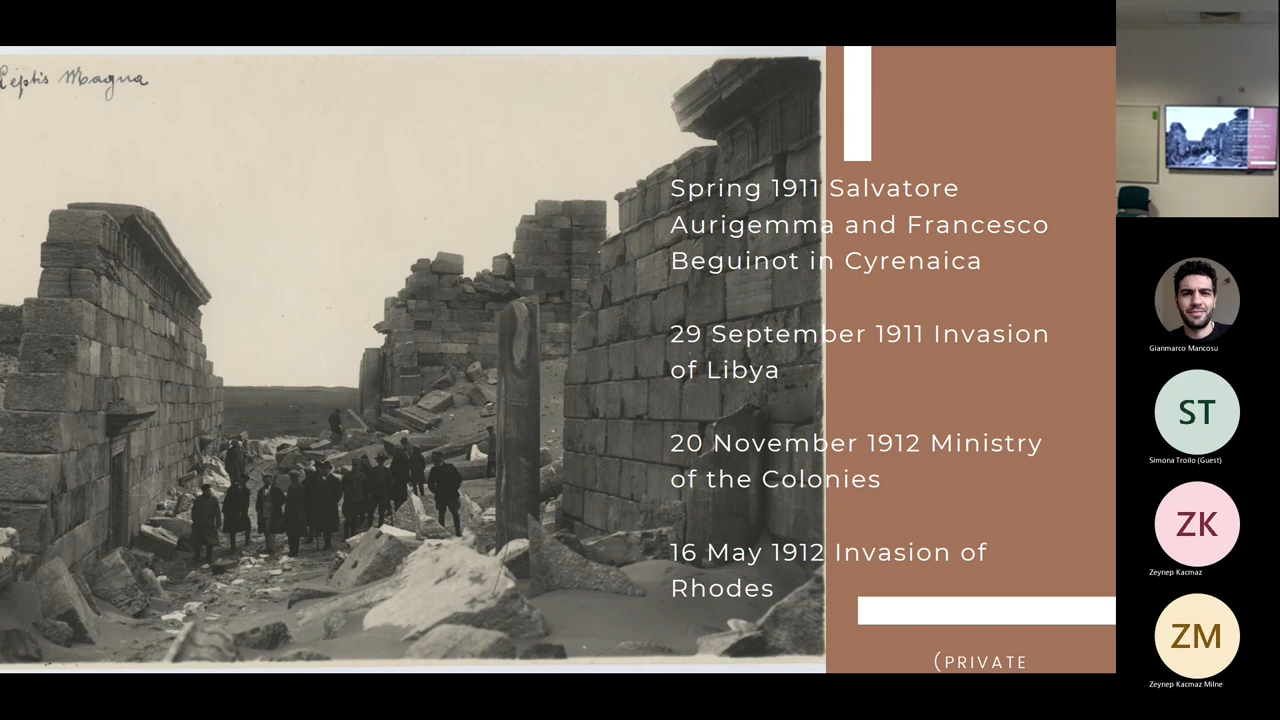 Leptis Magna
Spring 1911 Salvatore
Aurigemma and Francesco
Beguinot in Cyrenaica
29 September 1911 Invasion
of Libya
20 November 1912 Ministry
of the Colonies
16 May 1912 Invasion of
Rhodes
(PRIVATE
Gianmarco Mancosu
ST
Simona Troilo (Guest)
ZK
Zeynep Kacmaz
ZM
Zeynep Kacmaz Milne